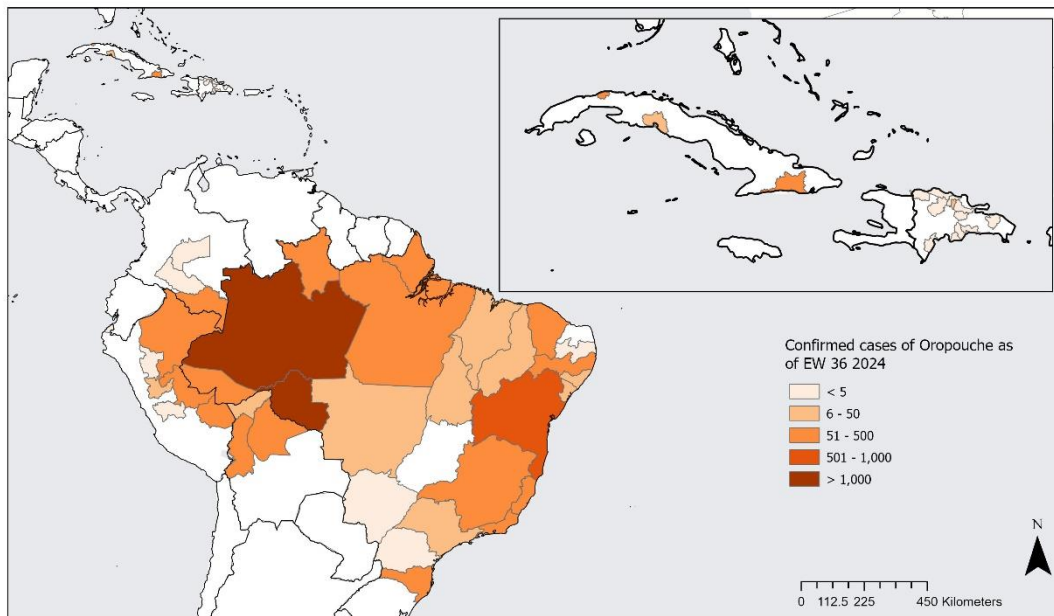 Confirmed cases of Oropouche as
of EW 36 2024
< 5
6 - 50
51 - 500
501 - 1,000
> 1,000
N
0 112.5 225 450 Kilometers